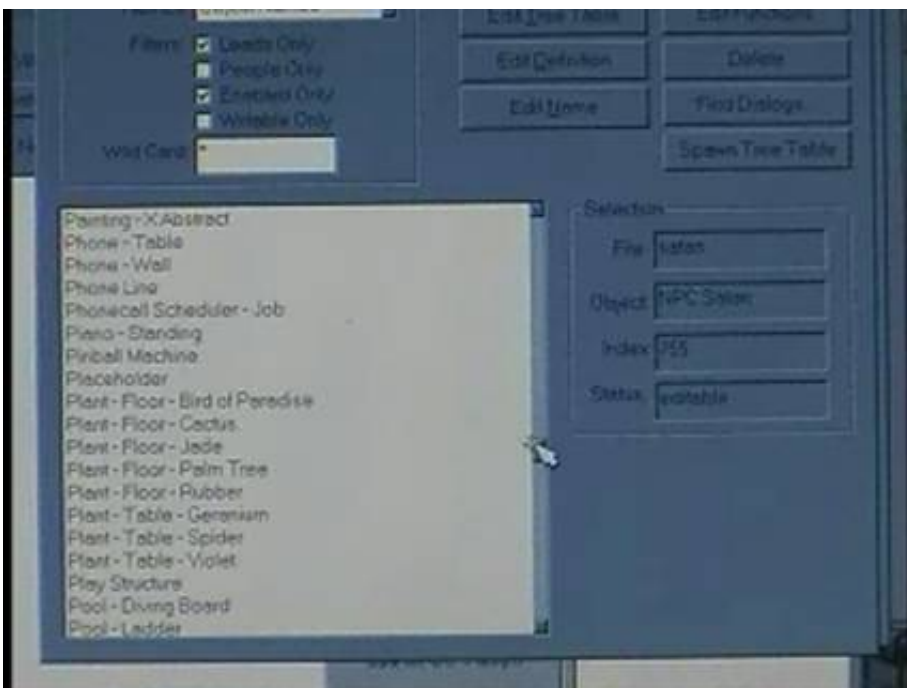 Edit Tree Table
Edit Functions
Filters:
Leads Only
People Only
Enabled Only
Writable Only
Edit Definition
Delete
Edit Name
Find Dialogs...
Wild Card:
*
Spawn Tree Table
Painting - X Abstract
Phone - Table
Phone - Wall
Phone Line
Phonecall Scheduler - Job
Piano - Standing
Pinball Machine
Placeholder
Plant - Floor - Bird of Paradise
Plant - Floor - Cactus
Plant - Floor - Jade
Plant - Floor - Palm Tree
Plant - Floor - Rubber
Plant - Table - Geranium
Plant - Table - Spider
Plant - Table - Violet
Play Structure
Pool - Diving Board
Pool - Ladder
Selection
File
satan
Object
NPC Satan
Index
755
Status
editable